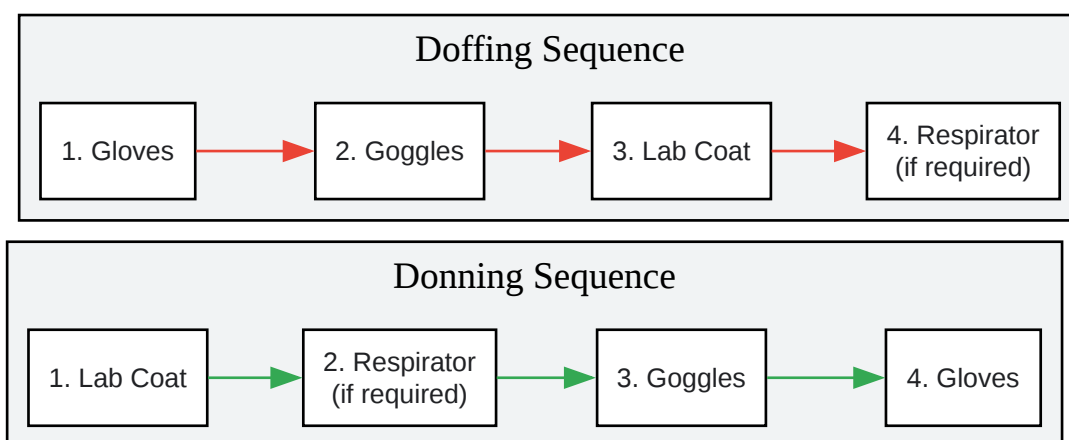 Doffing Sequence
1. Gloves
2. Goggles
3. Lab Coat
4. Respirator
(if required)
Donning Sequence
1. Lab Coat
2. Respirator
(if required)
3. Goggles
4. Gloves